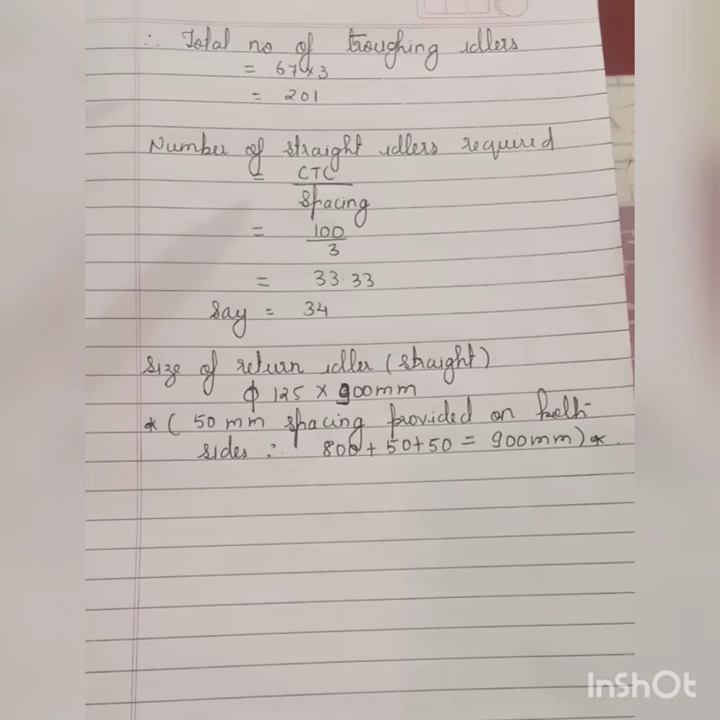 ∴ Total no of troughing idlers
= 67x3
= 201
Number of straight idlers required
= CTC
Spacing
= 100
3
= 33.33
Say = 34
Size of return idler (straight)
ϕ 125 x 900mm
* ( 50 mm spacing provided on both
sides ∴ 800 + 50+50 = 900mm) *.
InShOt